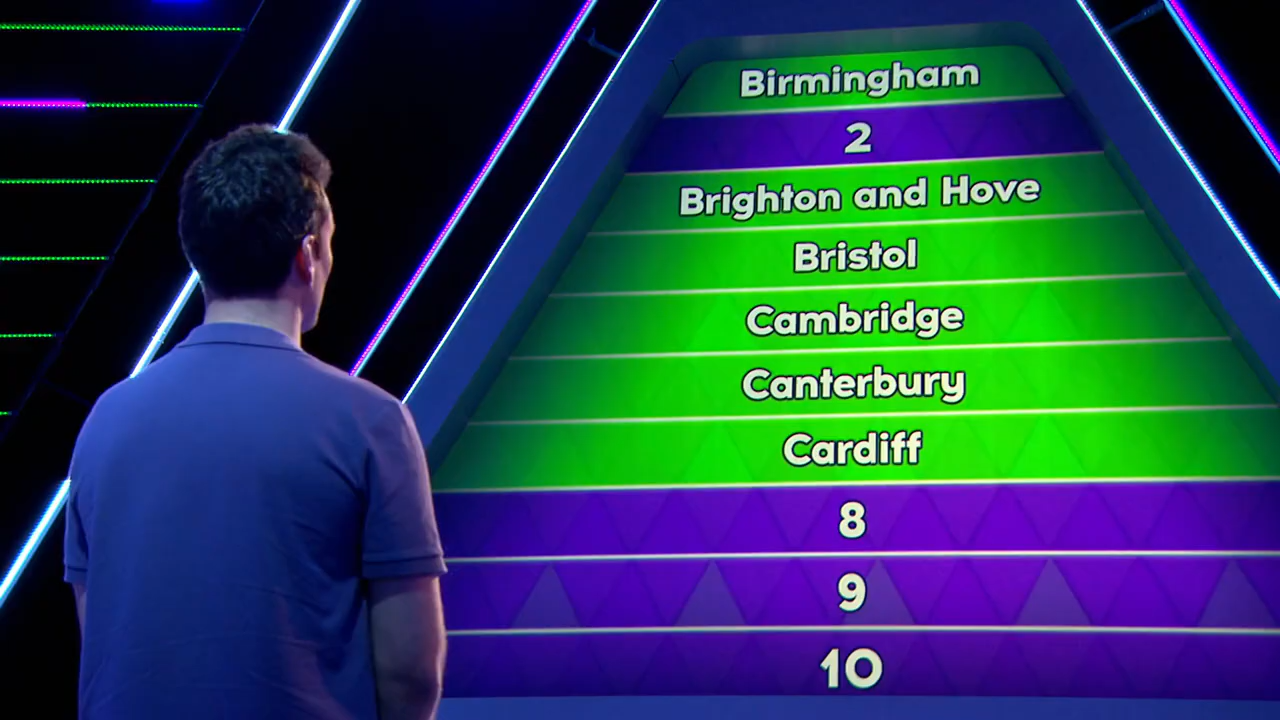 Birmingham
2
Brighton and Hove
Bristol
Cambridge
Canterbury
Cardiff
8
9
10